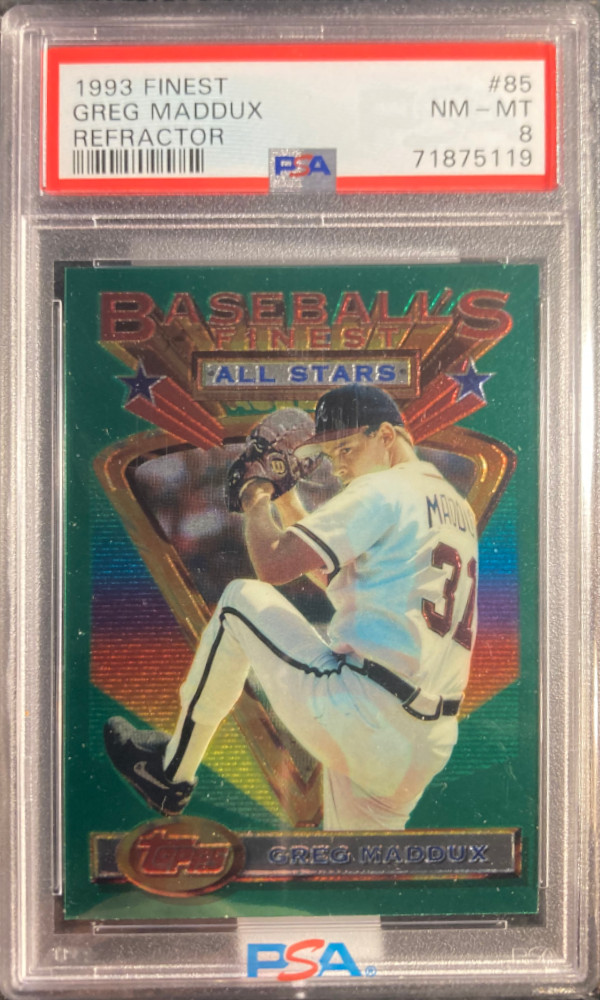 1993 FINEST #85
GREG MADDUX NM - MT
REFRACTOR 8
PSA 71875119
BASEBALL'S
FINEST
ALL STARS
MADDU
31
Topps
GREG MADDUX
PSA®